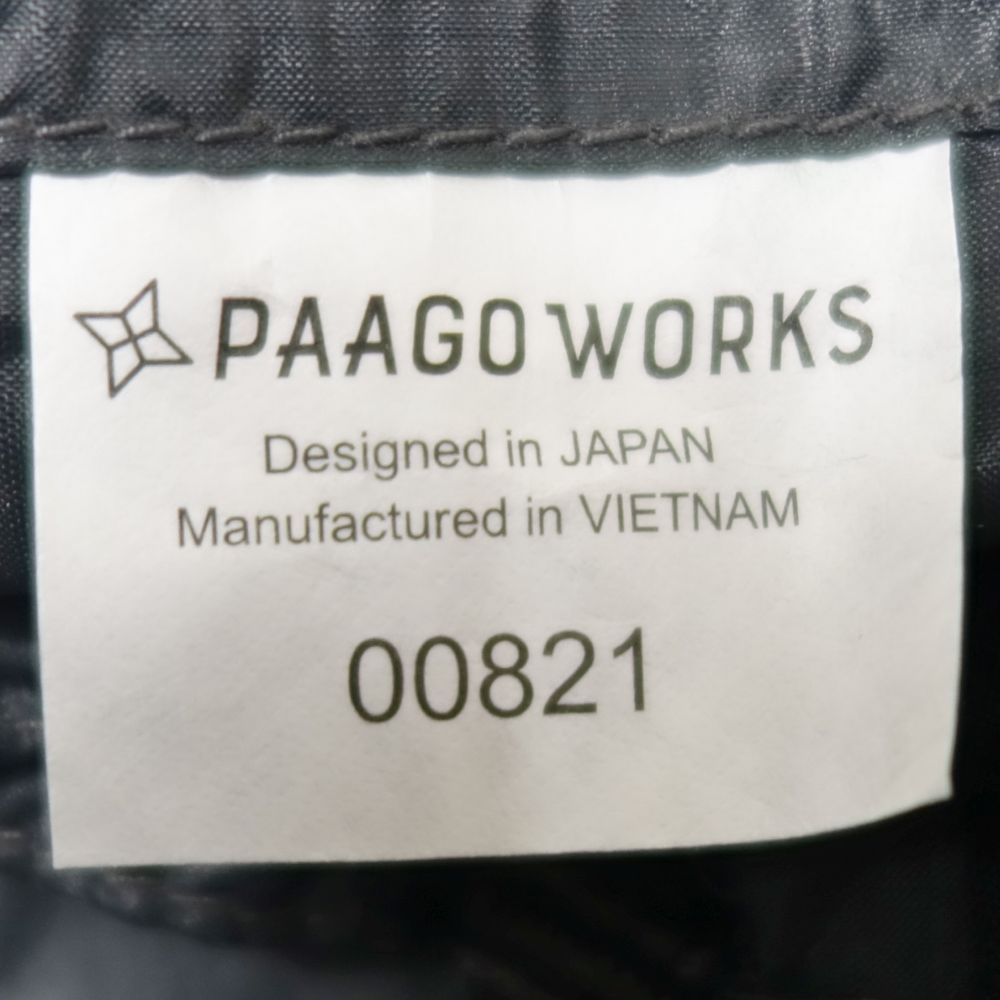 PAAGO WORKS
Designed in JAPAN
Manufactured in VIETNAM
00821